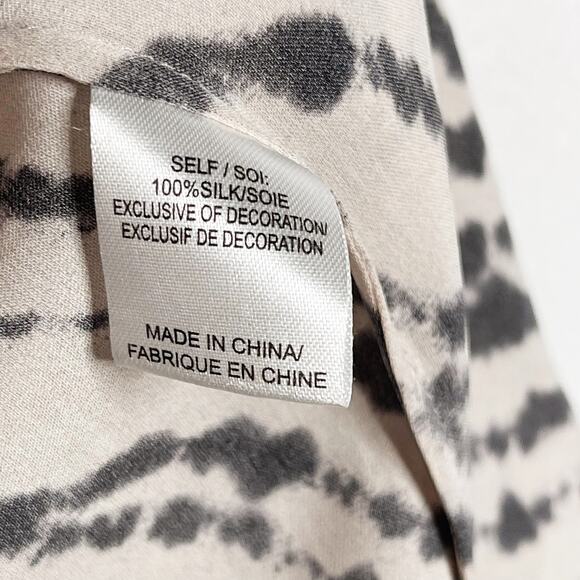 SELF / SOI:
100%SILK/SOIE
EXCLUSIVE OF DECORATION/
EXCLUSIF DE DECORATION
MADE IN CHINA/
FABRIQUE EN CHINE